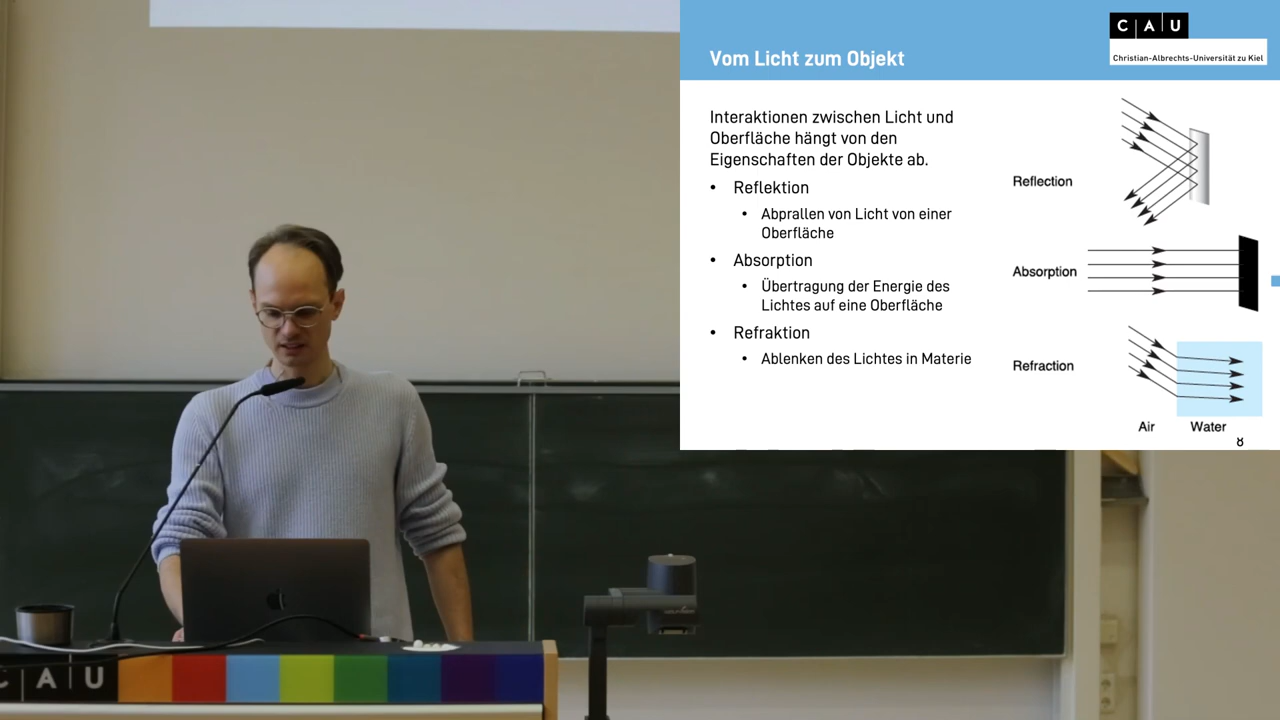 Vom Licht zum Objekt
C A U
Christian-Albrechts-Universität zu Kiel
Interaktionen zwischen Licht und
Oberfläche hängt von den
Eigenschaften der Objekte ab.
• Reflektion
• Abprallen von Licht von einer
Oberfläche
• Absorption
• Übertragung der Energie des
Lichtes auf eine Oberfläche
• Refraktion
• Ablenken des Lichtes in Materie
Reflection
Absorption
Refraction
Air
Water
8
C A U